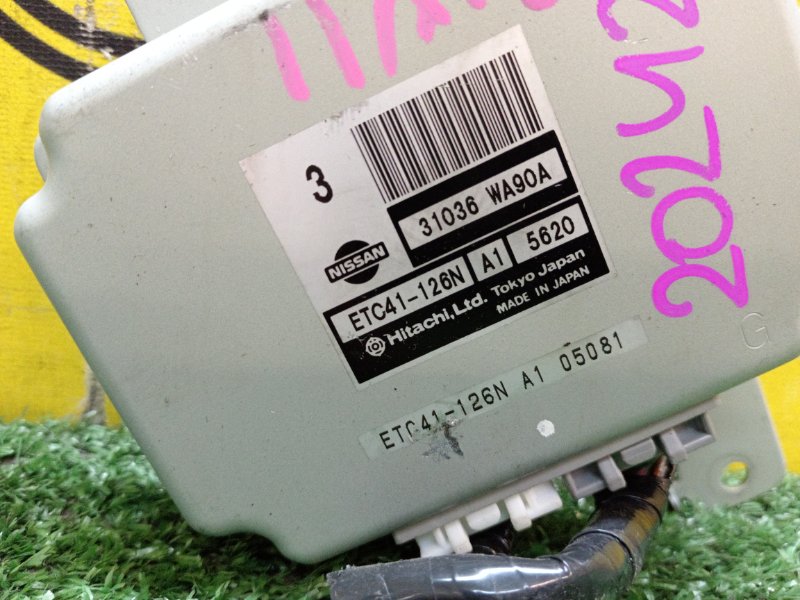 3
31036 WA90A
NISSAN
ETC41-126N A1 5620
Hitachi, Ltd. Tokyo Japan
MADE IN JAPAN
ETC41-126N A1 05081
G